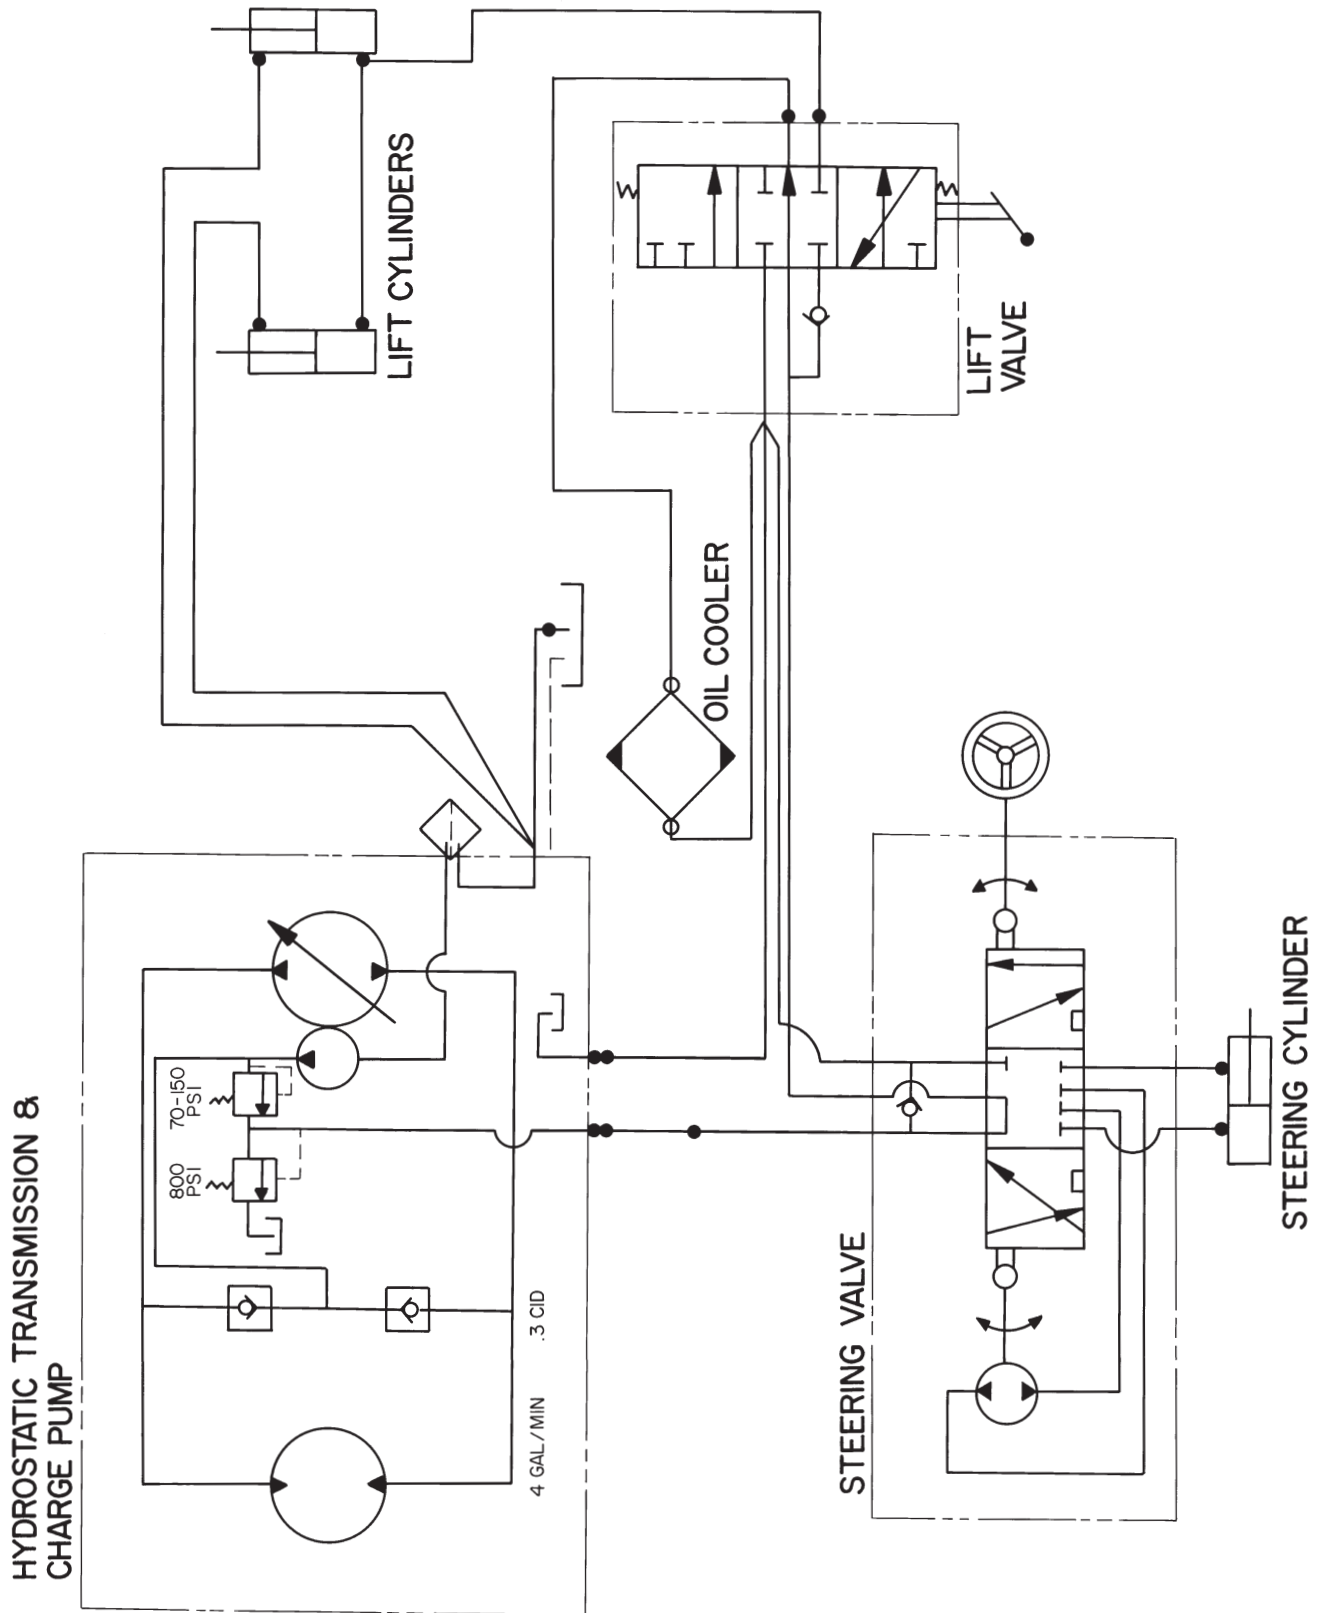 HYDROSTATIC TRANSMISSION &
CHARGE PUMP
800
PSI
70-150
PSI
4 GAL/MIN .3 CID
LIFT CYLINDERS
OIL COOLER
LIFT
VALVE
STEERING VALVE
STEERING CYLINDER